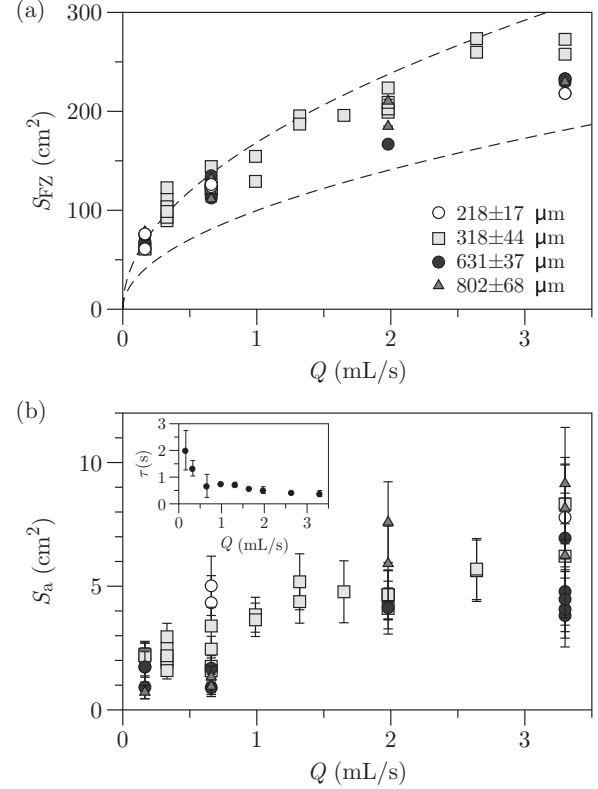 (a)
300
200
100
0
S_FZ (cm²)
218±17 μm
318±44 μm
631±37 μm
802±68 μm
0 1 2 3
Q (mL/s)
(b)
10
5
0
S_a (cm²)
3
2
1
0
τ(s)
0 1 2 3
Q (mL/s)
0 1 2 3
Q (mL/s)